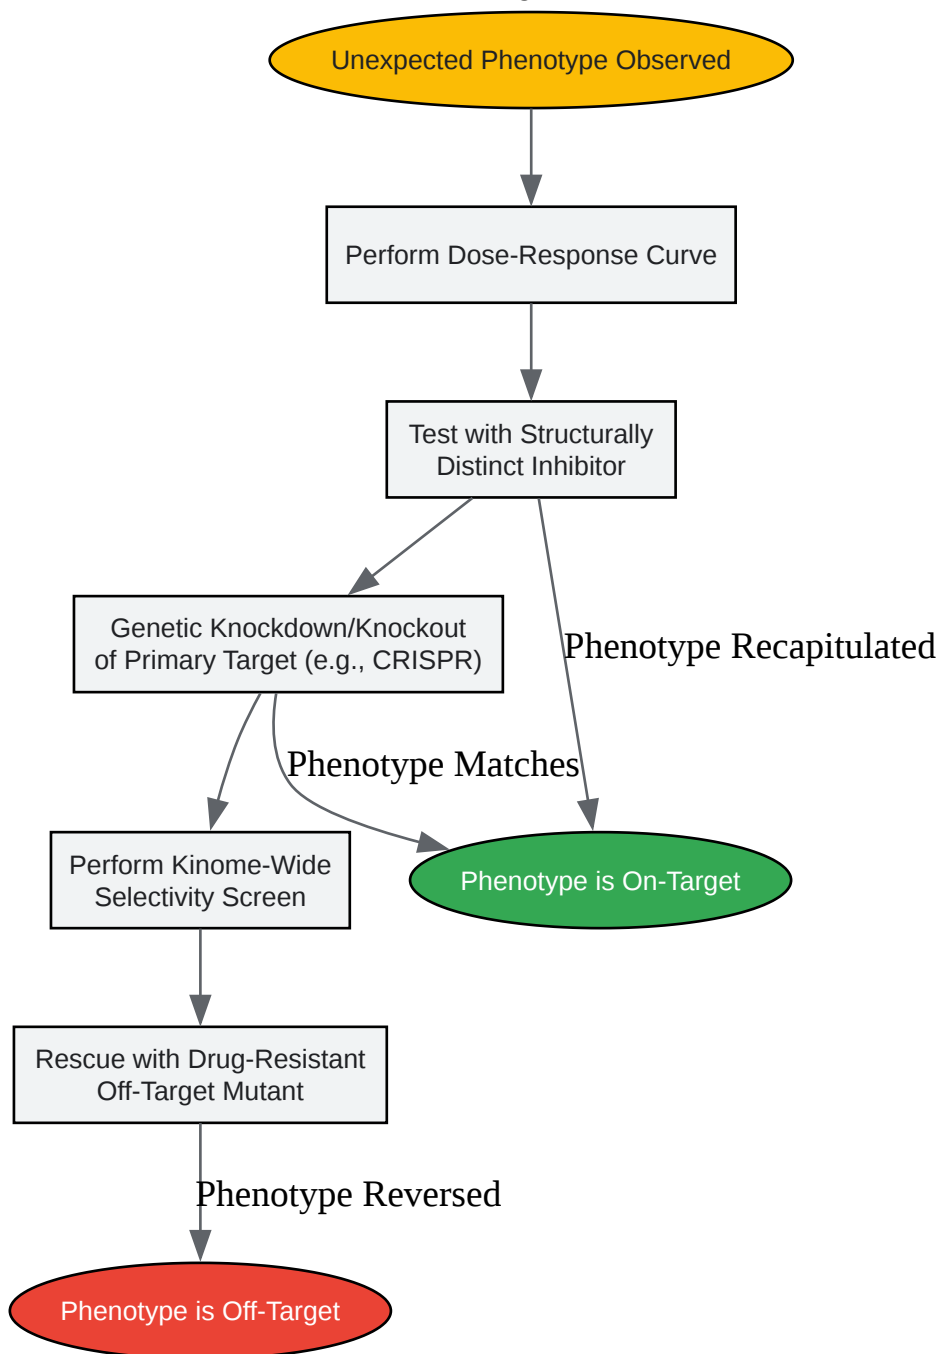 Unexpected Phenotype Observed
Perform Dose-Response Curve
Test with Structurally
Distinct Inhibitor
Genetic Knockdown/Knockout
of Primary Target (e.g., CRISPR)
Phenotype Recapitulated
Phenotype Matches
Perform Kinome-Wide
Selectivity Screen
Phenotype is On-Target
Rescue with Drug-Resistant
Off-Target Mutant
Phenotype Reversed
Phenotype is Off-Target